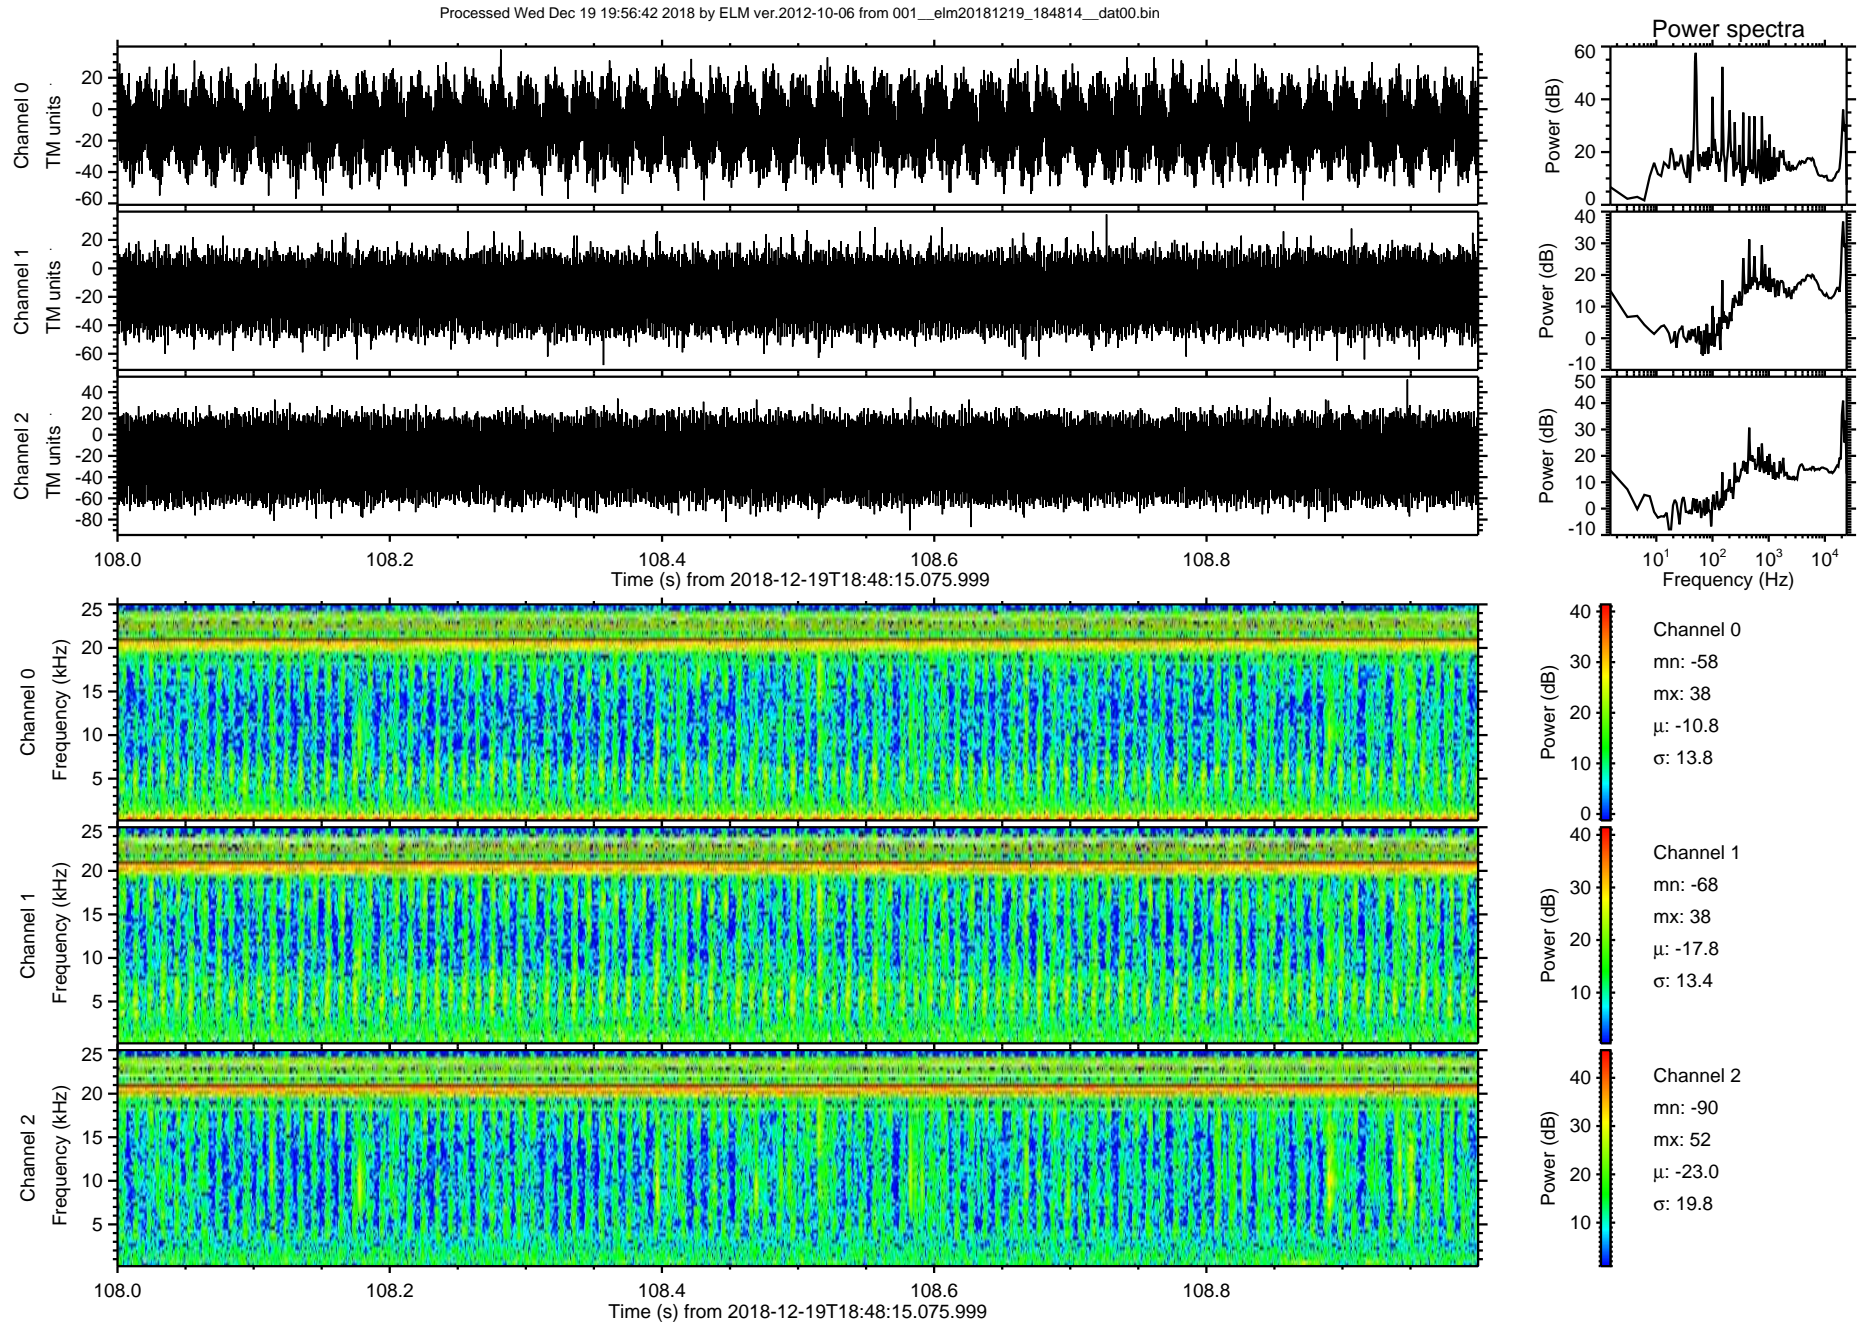 Processed Wed Dec 19 19:56:42 2018 by ELM ver.2012-10-06 from 001__elm20181219_184814__dat00.bin
Power spectra
Channel 0
TM units
20
0
-20
-40
-60
Power (dB)
60
40
20
0
Channel 1
TM units
20
0
-20
-40
-60
Power (dB)
40
30
20
10
0
-10
Channel 2
TM units
40
20
0
-20
-40
-60
-80
Power (dB)
50
40
30
20
10
0
-10
108.0 108.2 108.4 108.6 108.8
Time (s) from 2018-12-19T18:48:15.075.999
10^1 10^2 10^3 10^4
Frequency (Hz)
Channel 0
Frequency (kHz)
25
20
15
10
5
Power (dB)
40
30
20
10
0
Channel 0
mn: -58
mx: 38
μ: -10.8
σ: 13.8
Channel 1
Frequency (kHz)
25
20
15
10
5
Power (dB)
40
30
20
10
Channel 1
mn: -68
mx: 38
μ: -17.8
σ: 13.4
Channel 2
Frequency (kHz)
25
20
15
10
5
Power (dB)
40
30
20
10
Channel 2
mn: -90
mx: 52
μ: -23.0
σ: 19.8
108.0 108.2 108.4 108.6 108.8
Time (s) from 2018-12-19T18:48:15.075.999